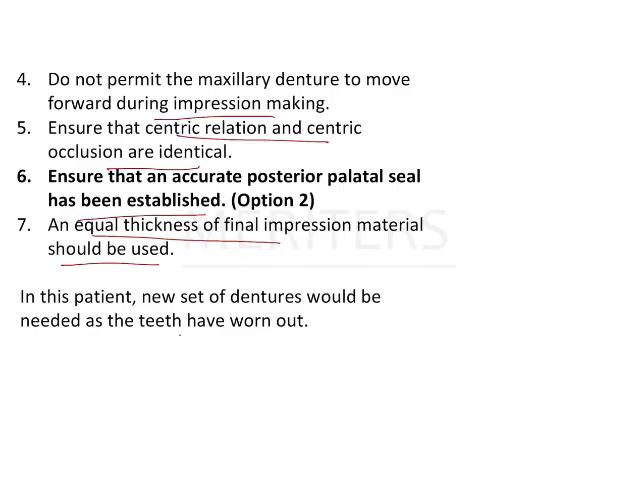 4. Do not permit the maxillary denture to move
forward during impression making.
5. Ensure that centric relation and centric
occlusion are identical.
6. Ensure that an accurate posterior palatal seal
has been established. (Option 2)
7. An equal thickness of final impression material
should be used.
MERITERS
In this patient, new set of dentures would be
needed as the teeth have worn out.